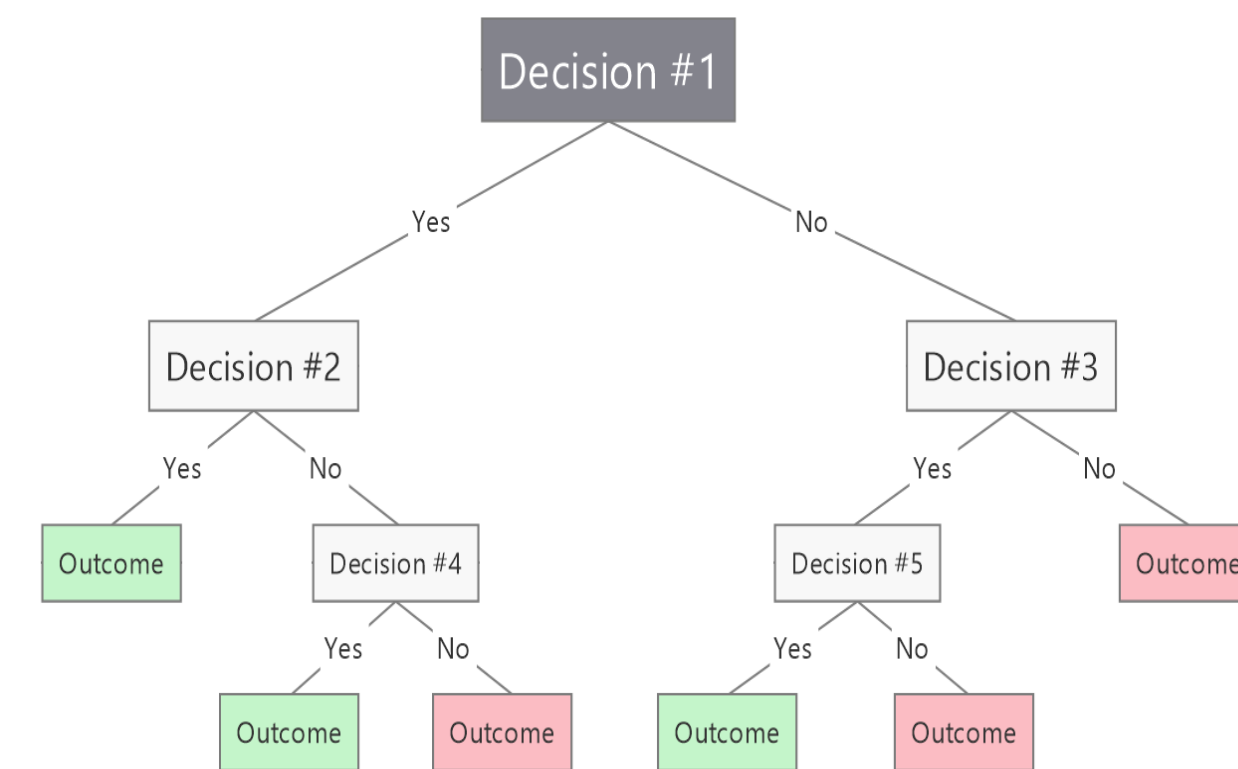 Decision #1
Yes
No
Decision #2
Decision #3
Yes
No
Yes
No
Outcome
Decision #4
Decision #5
Outcome
Yes
No
Yes
No
Outcome
Outcome
Outcome
Outcome